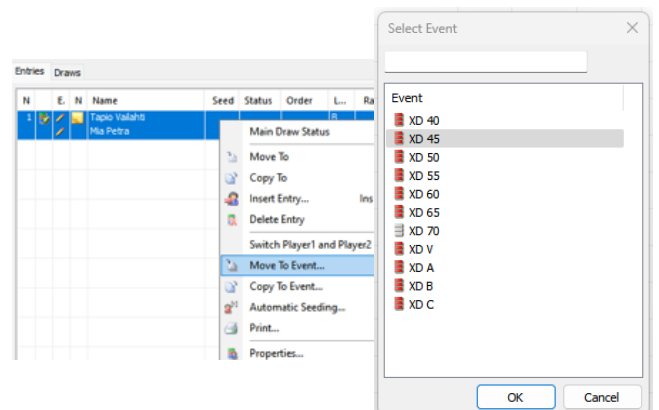 Entries Draws
N E. N Name Seed Status Order L... Ra
1 Tapio Vailahti R
Mia Petra
Main Draw Status
Move To
Copy To
Insert Entry... Ins
Delete Entry
Switch Player1 and Player2
Move To Event...
Copy To Event...
Automatic Seeding...
Print...
Properties...
Select Event
Event
XD 40
XD 45
XD 50
XD 55
XD 60
XD 65
XD 70
XD V
XD A
XD B
XD C
OK Cancel